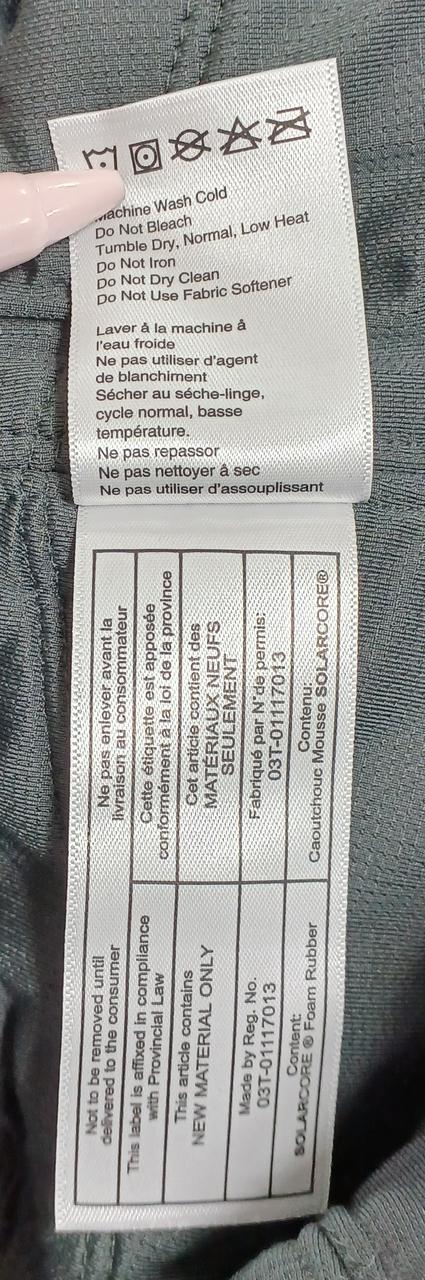 Machine Wash Cold
Do Not Bleach
Tumble Dry, Normal, Low Heat
Do Not Iron
Do Not Dry Clean
Do Not Use Fabric Softener
Laver â la machine â
l'eau froide
Ne pas utiliser d'agent
de blanchiment
Sécher au séche-linge,
cycle normal, basse
température.
Ne pas repassor
Ne pas nettoyer â sec
Ne pas utiliser d'assouplissant
Not to be removed until
delivered to the consumer
Ne pas enlever avant la
livraison au consommateur
This label is affixed in compliance
with Provincial Law
Cette étiquette est apposée
conformément à la loi de la province
This article contains
NEW MATERIAL ONLY
Cet article contient des
MATÉRIAUX NEUFS
SEULEMENT
Made by Reg. No.
03T-01117013
Fabriqué par N°de permis:
03T-01117013
Content:
SOLARCORE ® Foam Rubber
Contenu:
Caoutchouc Mousse SOLARCORE®